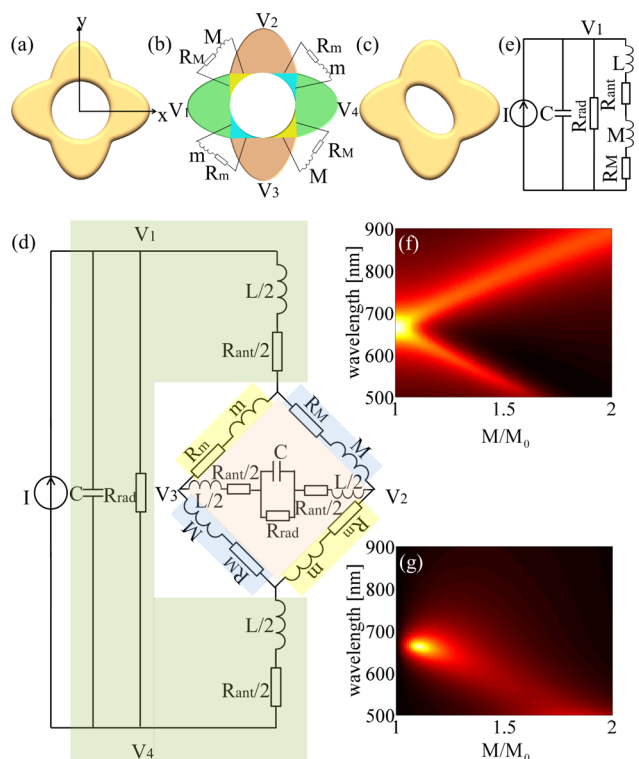 (a)
y
x
(b)
V2
M
RM
Rm
m
V1
V4
m
Rm
M
RM
V3
(c)
(e)
V1
I
C
Rrad
L
Rant
M
RM
(d)
V1
L/2
Rant/2
Rm
m
RM
M
I
C
Rrad
V3
L/2
Rant/2
C
Rrad
Rant/2
L/2
V2
M
RM
m
Rm
L/2
Rant/2
V4
(f)
wavelength [nm]
900
800
700
600
500
1
1.5
2
M/M0
(g)
wavelength [nm]
900
800
700
600
500
1
1.5
2
M/M0